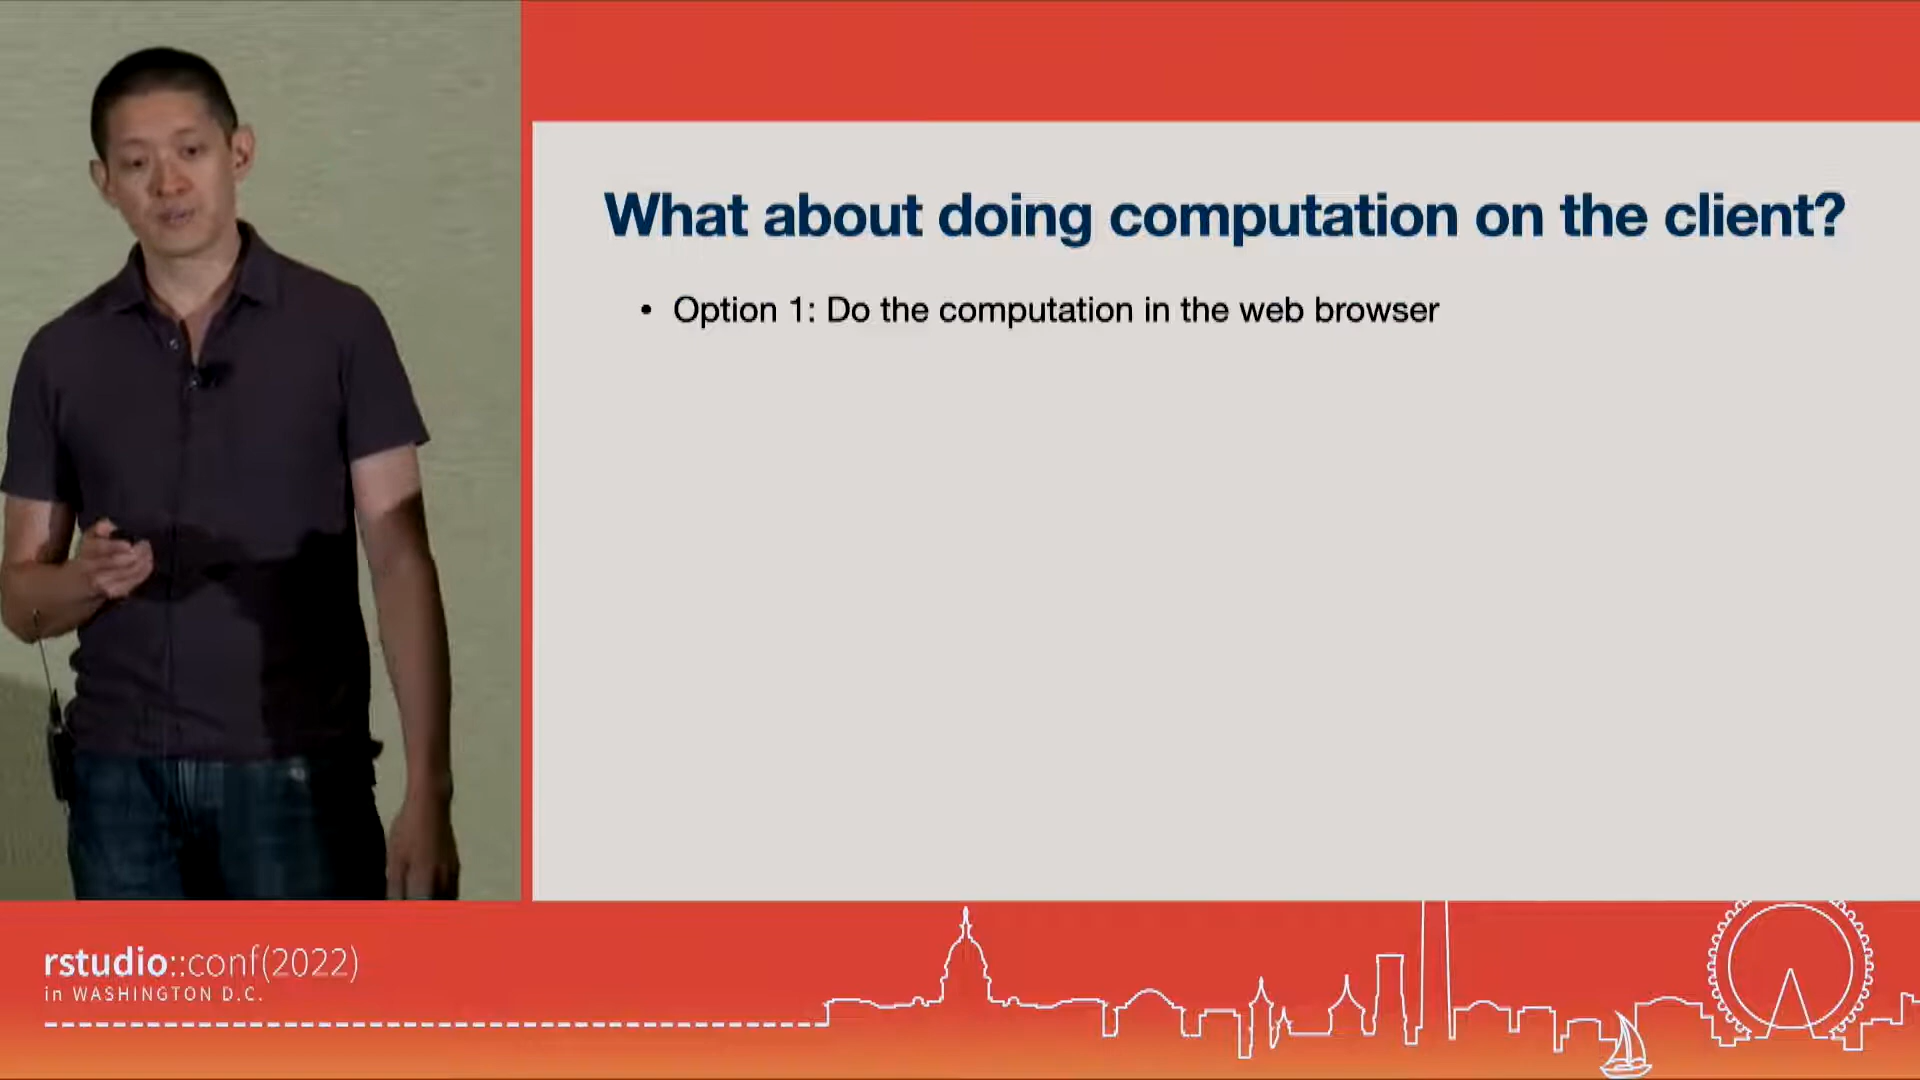 What about doing computation on the client?
• Option 1: Do the computation in the web browser
rstudio::conf(2022)
in WASHINGTON D.C.